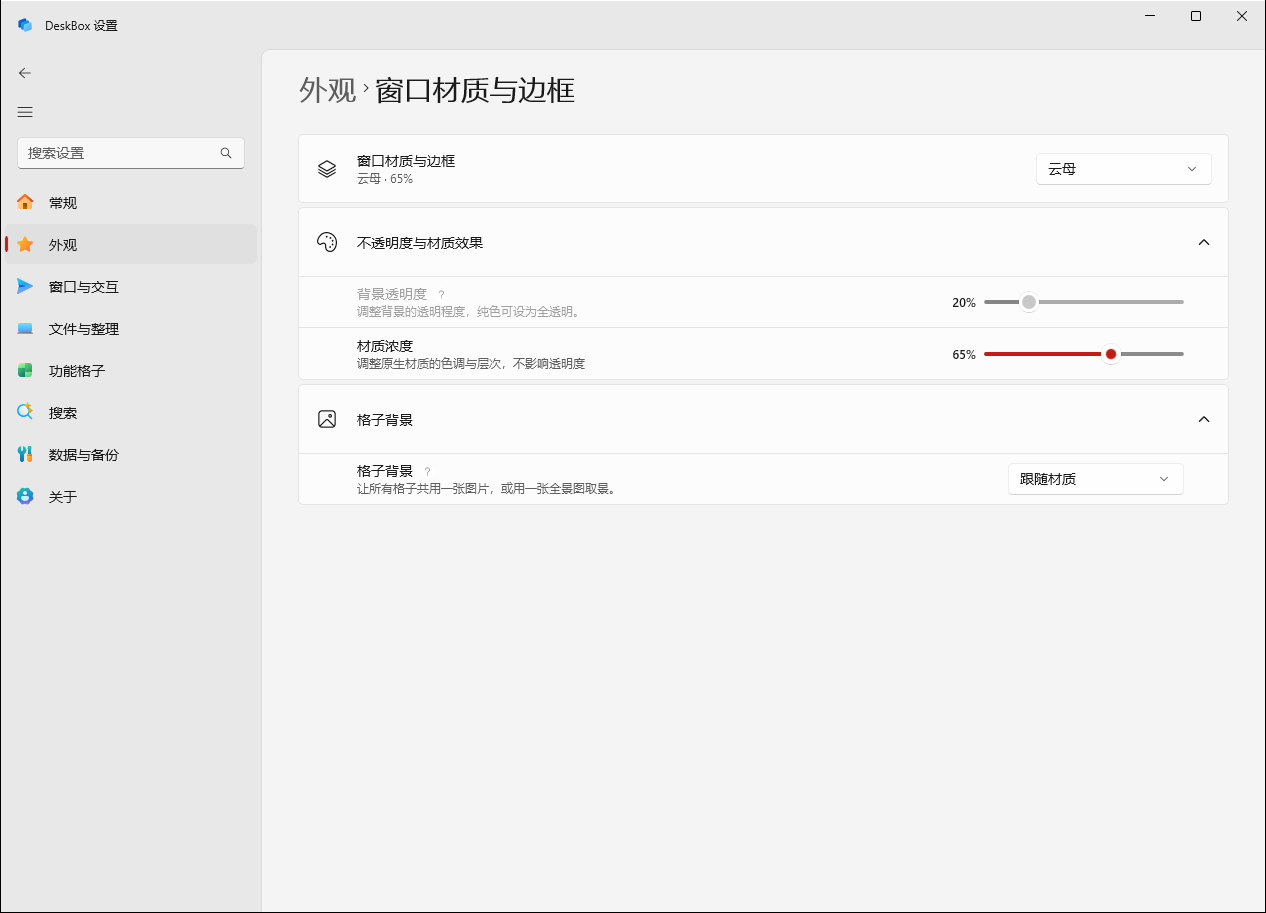 DeskBox 设置
外观 › 窗口材质与边框
搜索设置
常规
外观
窗口与交互
文件与整理
功能格子
搜索
数据与备份
关于
窗口材质与边框
云母 · 65%
云母
不透明度与材质效果
背景透明度 ?
调整背景的透明程度，纯色可设为全透明。
20%
材质浓度
调整原生材质的色调与层次，不影响透明度
65%
格子背景
格子背景 ?
让所有格子共用一张图片，或用一张全景图取景。
跟随材质